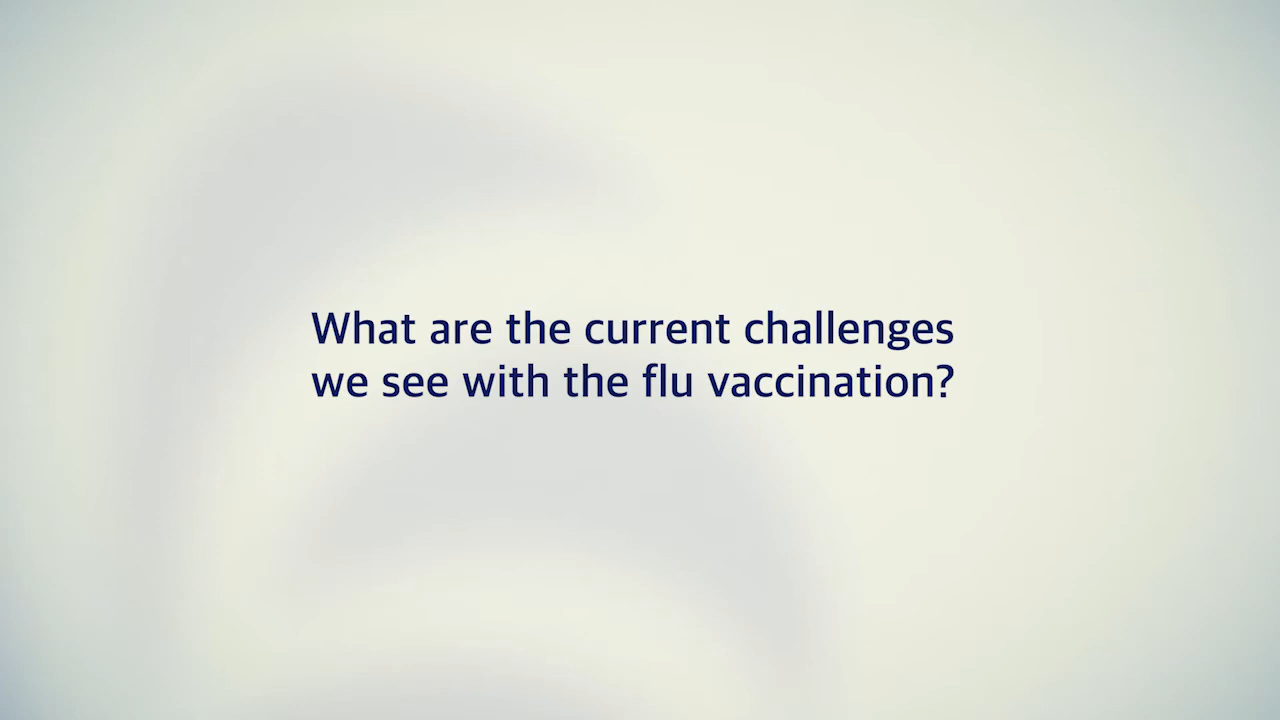 What are the current challenges
we see with the flu vaccination?